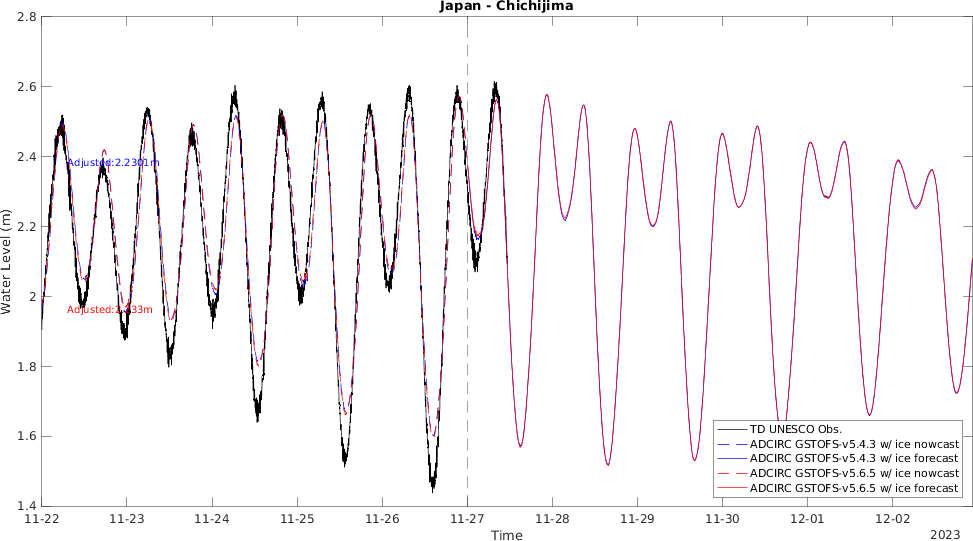 Japan - Chichijima
2.8
2.6
2.4
2.2
2
1.8
1.6
1.4
Water Level (m)
Adjusted:2.2301m
Adjusted:2.233m
TD UNESCO Obs.
ADCIRC GSTOFS-v5.4.3 w/ ice nowcast
ADCIRC GSTOFS-v5.4.3 w/ ice forecast
ADCIRC GSTOFS-v5.6.5 w/ ice nowcast
ADCIRC GSTOFS-v5.6.5 w/ ice forecast
11-22 11-23 11-24 11-25 11-26 11-27 11-28 11-29 11-30 12-01 12-02
Time
2023